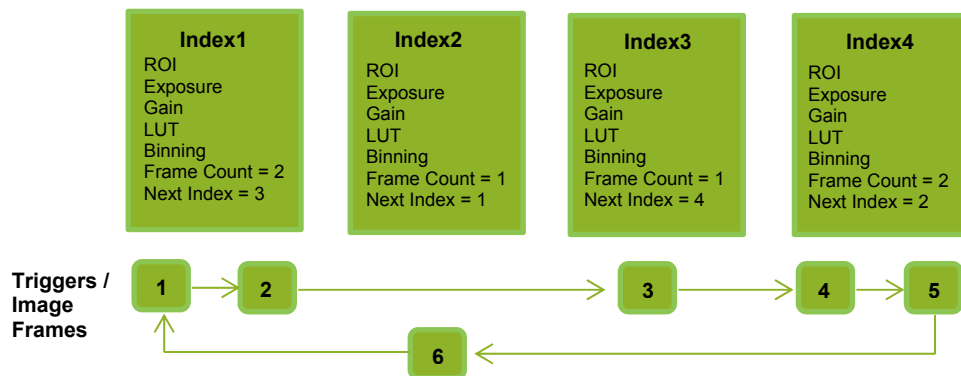 Index1
ROI
Exposure
Gain
LUT
Binning
Frame Count = 2
Next Index = 3
Index2
ROI
Exposure
Gain
LUT
Binning
Frame Count = 1
Next Index = 1
Index3
ROI
Exposure
Gain
LUT
Binning
Frame Count = 1
Next Index = 4
Index4
ROI
Exposure
Gain
LUT
Binning
Frame Count = 2
Next Index = 2
Triggers /
Image
Frames
1
2
3
4
5
6